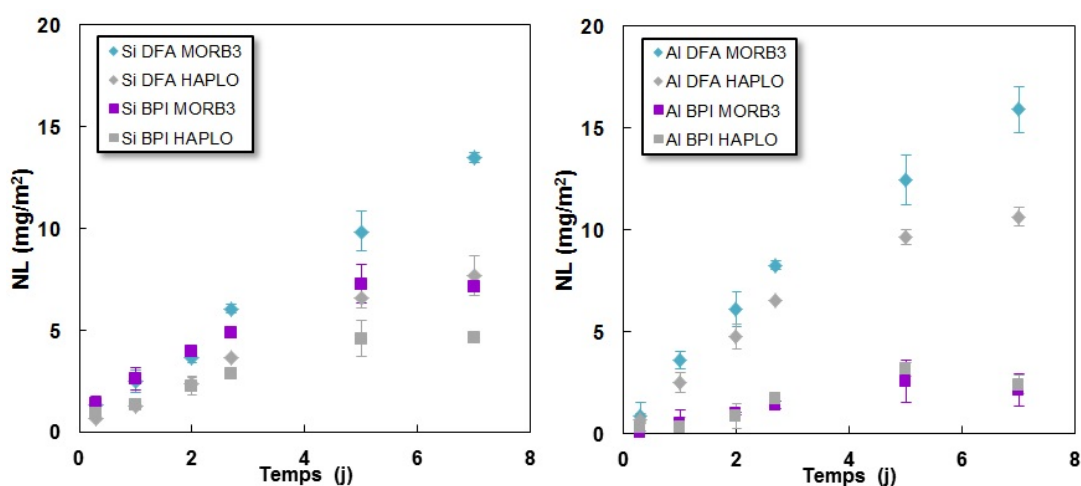 20
15
10
5
0
NL (mg/m²)
Si DFA MORB3
Si DFA HAPLO
Si BPI MORB3
Si BPI HAPLO
0 2 4 6 8
Temps (j)
20
15
10
5
0
NL (mg/m²)
Al DFA MORB3
Al DFA HAPLO
Al BPI MORB3
Al BPI HAPLO
0 2 4 6 8
Temps (j)